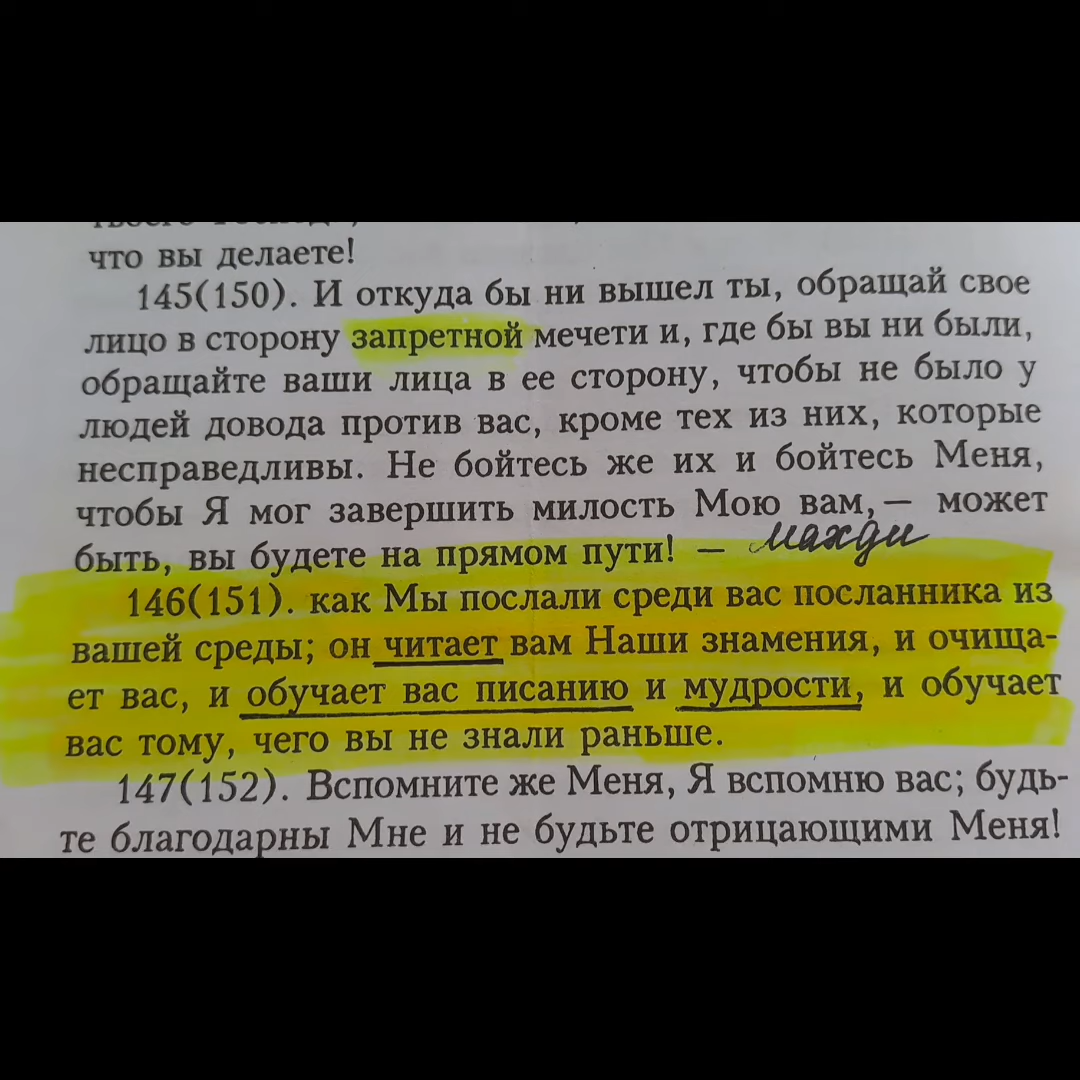 что вы делаете!
145(150). И откуда бы ни вышел ты, обращай свое
лицо в сторону запретной мечети и, где бы вы ни были,
обращайте ваши лица в ее сторону, чтобы не было у
людей довода против вас, кроме тех из них, которые
несправедливы. Не бойтесь же их и бойтесь Меня,
чтобы Я мог завершить милость Мою вам,— может
быть, вы будете на прямом пути! — махди
146(151). как Мы послали среди вас посланника из
вашей среды; он читает вам Наши знамения, и очища-
ет вас, и обучает вас писанию и мудрости, и обучает
вас тому, чего вы не знали раньше.
147(152). Вспомните же Меня, Я вспомню вас; будь-
те благодарны Мне и не будьте отрицающими Меня!